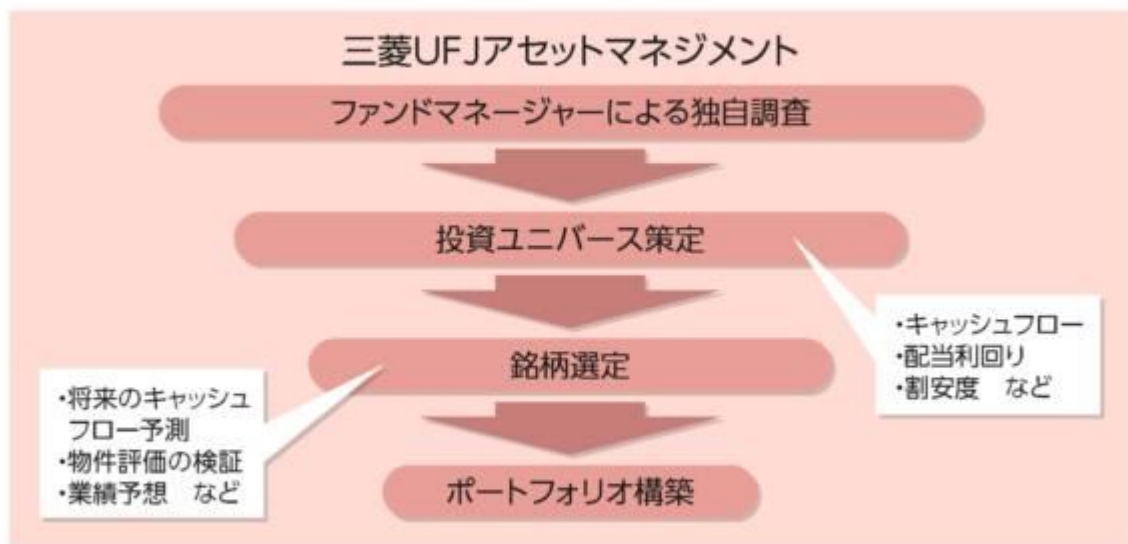 三菱UFJアセットマネジメント
ファンドマネージャーによる独自調査
投資ユニバース策定
・キャッシュフロー
・配当利回り
・割安度　など
銘柄選定
・将来のキャッシュ
フロー予測
・物件評価の検証
・業績予想　など
ポートフォリオ構築